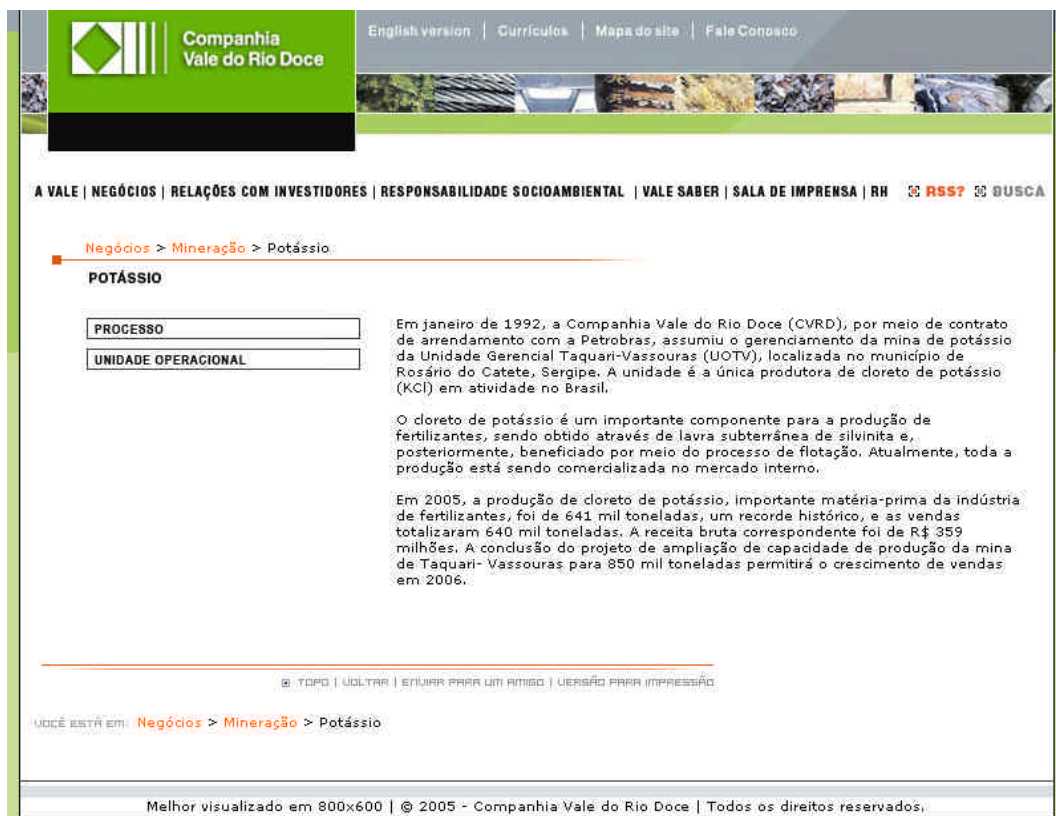 Companhia
Vale do Rio Doce
English version | Currículos | Mapa do site | Fale Conosco
A VALE | NEGÓCIOS | RELAÇÕES COM INVESTIDORES | RESPONSABILIDADE SOCIOAMBIENTAL | VALE SABER | SALA DE IMPRENSA | RH RSS? BUSCA
Negócios > Mineração > Potássio
POTÁSSIO
PROCESSO
UNIDADE OPERACIONAL
Em janeiro de 1992, a Companhia Vale do Rio Doce (CVRD), por meio de contrato
de arrendamento com a Petrobras, assumiu o gerenciamento da mina de potássio
da Unidade Gerencial Taquari-Vassouras (UOTV), localizada no município de
Rosário do Catete, Sergipe. A unidade é a única produtora de cloreto de potássio
(KCl) em atividade no Brasil.
O cloreto de potássio é um importante componente para a produção de
fertilizantes, sendo obtido através de lavra subterrânea de silvinita e,
posteriormente, beneficiado por meio do processo de flotação. Atualmente, toda a
produção está sendo comercializada no mercado interno.
Em 2005, a produção de cloreto de potássio, importante matéria-prima da indústria
de fertilizantes, foi de 641 mil toneladas, um recorde histórico, e as vendas
totalizaram 640 mil toneladas. A receita bruta correspondente foi de R$ 359
milhões. A conclusão do projeto de ampliação de capacidade de produção da mina
de Taquari- Vassouras para 850 mil toneladas permitirá o crescimento de vendas
em 2006.
TOPO | VOLTAR | ENVIAR PARA UM AMIGO | VERSÃO PARA IMPRESSÃO
VOCÊ ESTÁ EM: Negócios > Mineração > Potássio
Melhor visualizado em 800x600 | © 2005 - Companhia Vale do Rio Doce | Todos os direitos reservados.